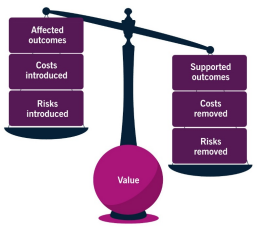 Affected
outcomes
Costs
introduced
Risks
introduced
Supported
outcomes
Costs
removed
Risks
removed
Value